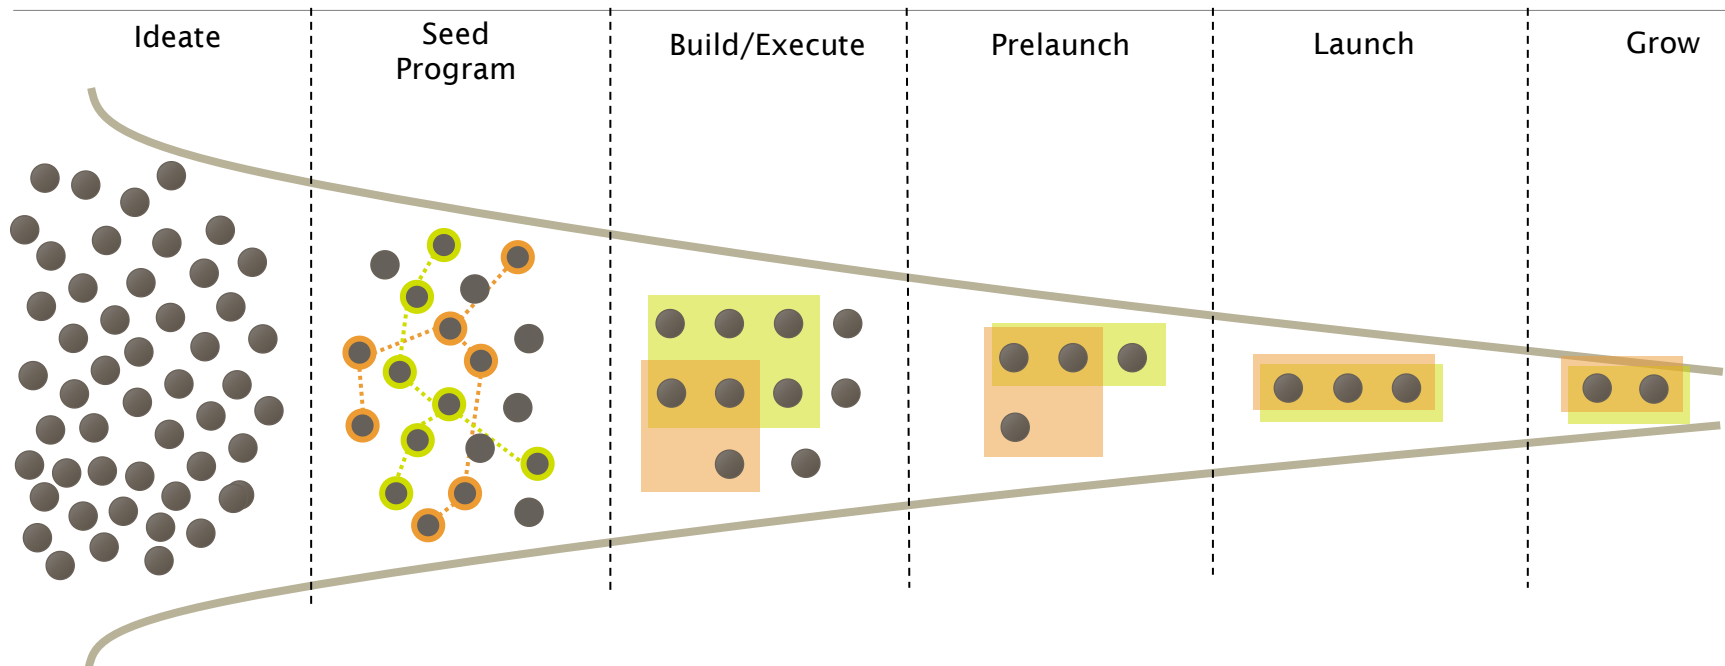 Ideate
Seed
Program
Build/Execute
Prelaunch
Launch
Grow